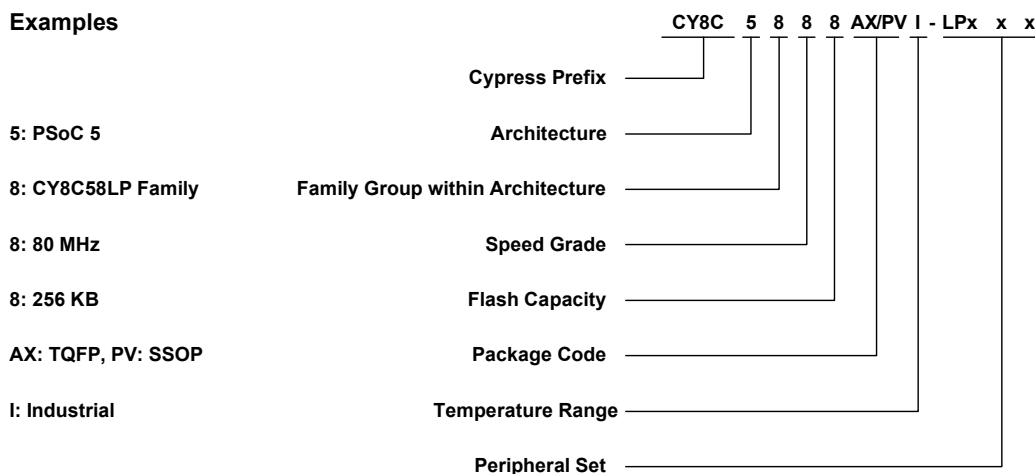 Examples CY8C 5 8 8 8 AX/PV I - LPx x x
Cypress Prefix
5: PSoC 5 Architecture
8: CY8C58LP Family Family Group within Architecture
8: 80 MHz Speed Grade
8: 256 KB Flash Capacity
AX: TQFP, PV: SSOP Package Code
I: Industrial Temperature Range
Peripheral Set